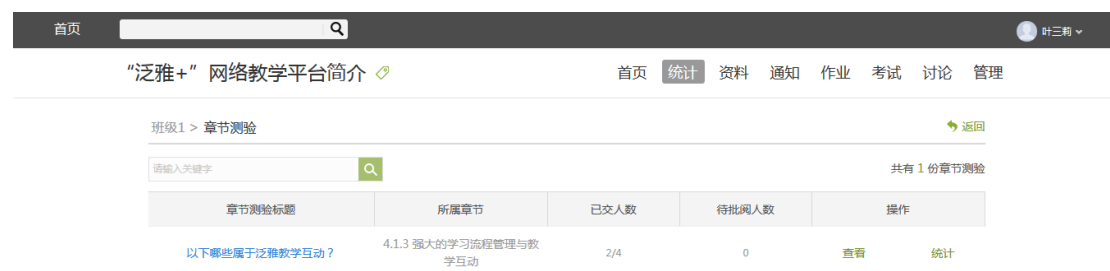 首页
叶三莉
“泛雅+”网络教学平台简介
首页 统计 资料 通知 作业 考试 讨论 管理
班级1 > 章节测验
返回
请输入关键字
共有 1 份章节测验
章节测验标题 所属章节 已交人数 待批阅人数 操作
以下哪些属于泛雅教学互动？ 4.1.3 强大的学习流程管理与教 2/4 0 查看 统计
学互动